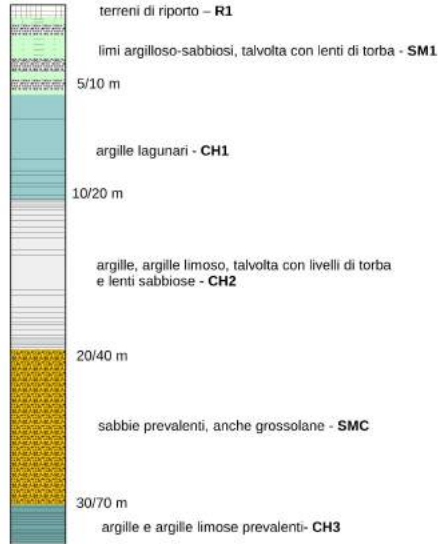 terreni di riporto – R1
limi argilloso-sabbiosi, talvolta con lenti di torba - SM1
5/10 m
argille lagunari - CH1
10/20 m
argille, argille limoso, talvolta con livelli di torba
e lenti sabbiose - CH2
20/40 m
sabbie prevalenti, anche grossolane - SMC
30/70 m
argille e argille limose prevalenti- CH3